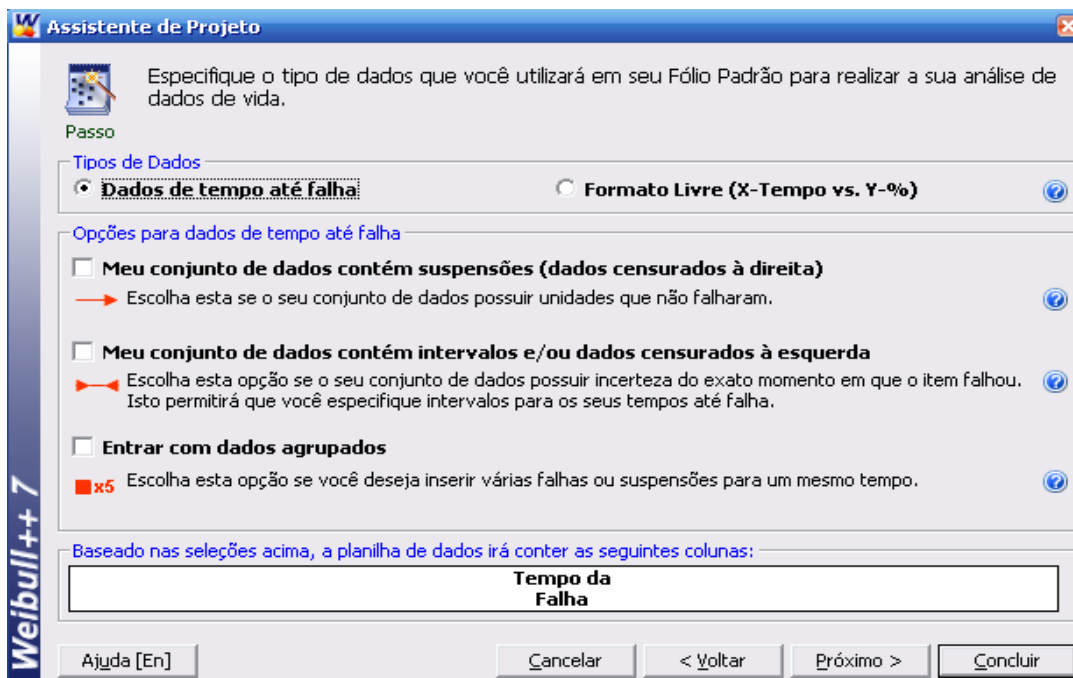 Assistente de Projeto
Especifique o tipo de dados que você utilizará em seu Fólio Padrão para realizar a sua análise de
dados de vida.
Passo
Tipos de Dados
Dados de tempo até falha
Formato Livre (X-Tempo vs. Y-%)
Opções para dados de tempo até falha
Meu conjunto de dados contém suspensões (dados censurados à direita)
Escolha esta se o seu conjunto de dados possuir unidades que não falharam.
Meu conjunto de dados contém intervalos e/ou dados censurados à esquerda
Escolha esta opção se o seu conjunto de dados possuir incerteza do exato momento em que o item falhou.
Isto permitirá que você especifique intervalos para os seus tempos até falha.
Entrar com dados agrupados
x5 Escolha esta opção se você deseja inserir várias falhas ou suspensões para um mesmo tempo.
Baseado nas seleções acima, a planilha de dados irá conter as seguintes colunas:
Tempo da
Falha
Weibull++ 7
Ajuda [En]
Cancelar
< Voltar
Próximo >
Concluir